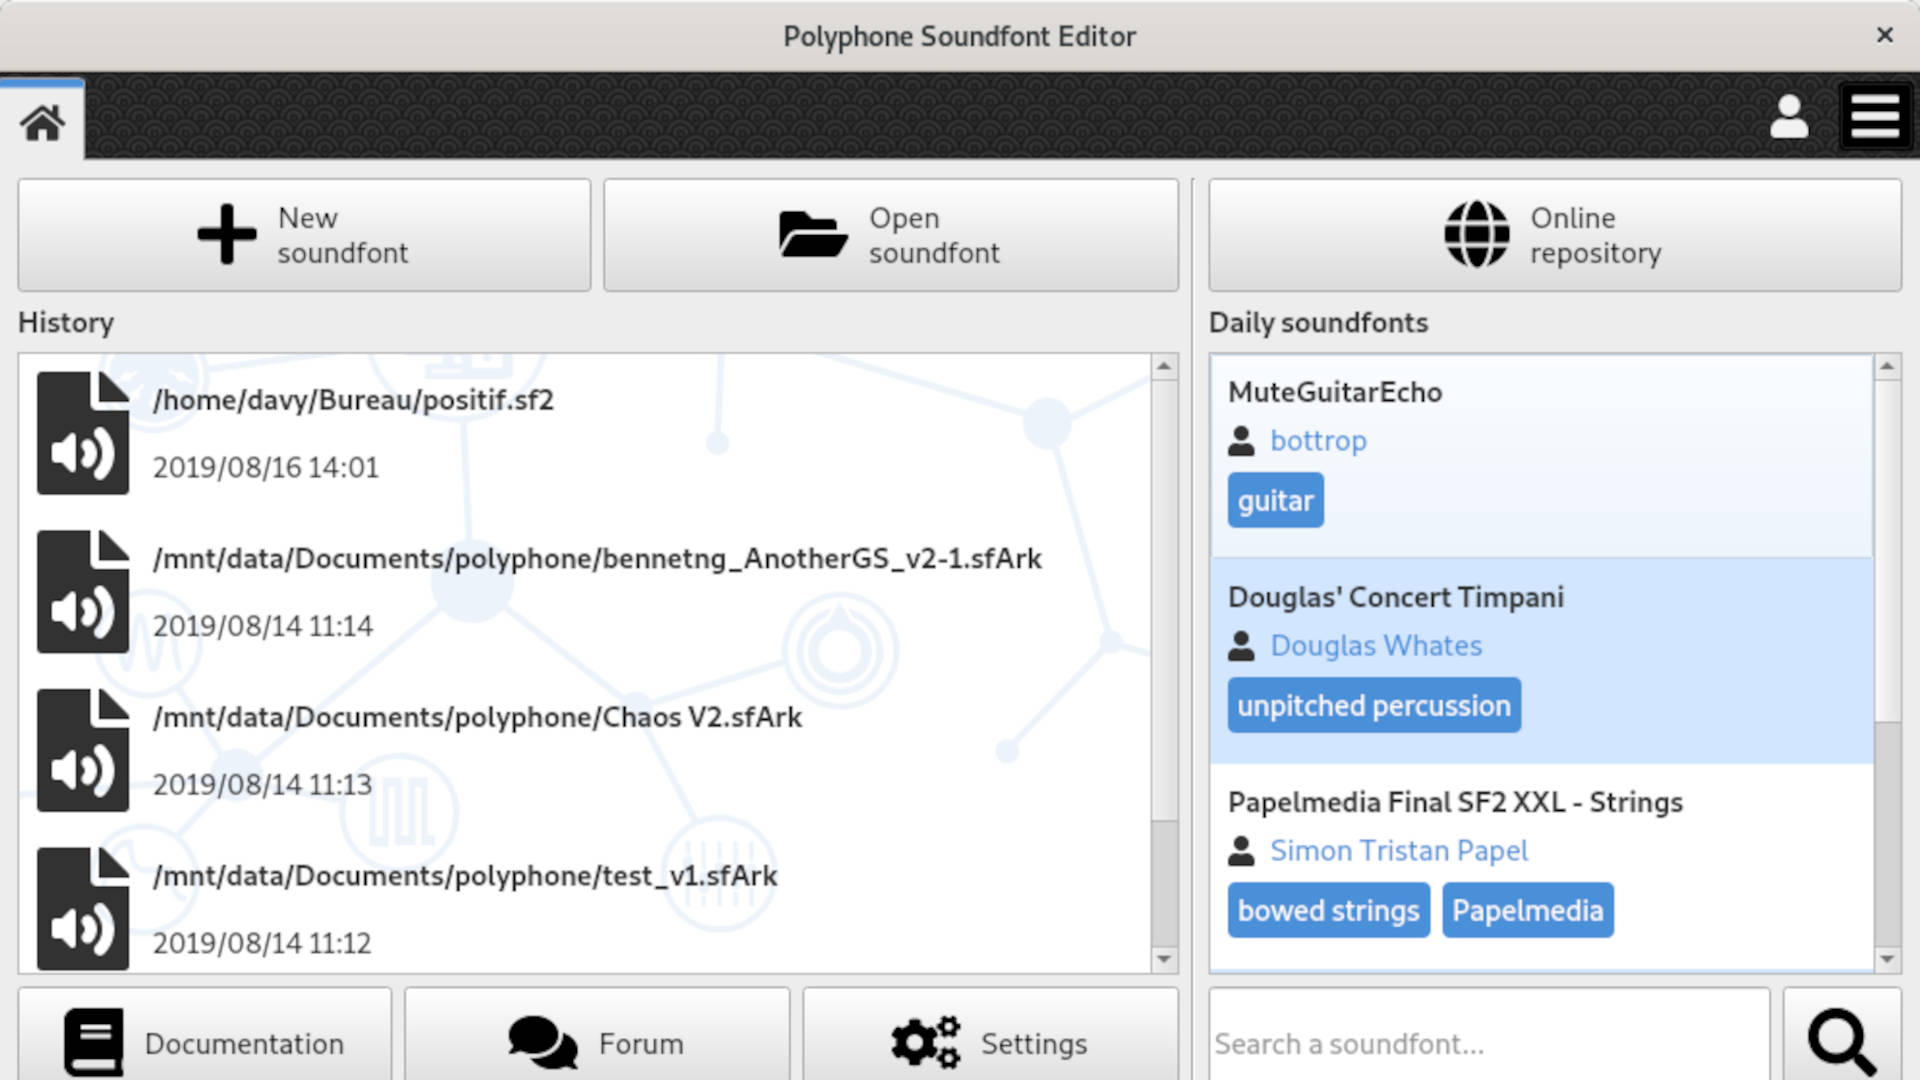 Polyphone Soundfont Editor
New
soundfont
Open
soundfont
Online
repository
History
/home/davy/Bureau/positif.sf2
2019/08/16 14:01
/mnt/data/Documents/polyphone/bennetng_AnotherGS_v2-1.sfArk
2019/08/14 11:14
/mnt/data/Documents/polyphone/Chaos V2.sfArk
2019/08/14 11:13
/mnt/data/Documents/polyphone/test_v1.sfArk
2019/08/14 11:12
Daily soundfonts
MuteGuitarEcho
bottrop
guitar
Douglas' Concert Timpani
Douglas Whates
unpitched percussion
Papelmedia Final SF2 XXL - Strings
Simon Tristan Papel
bowed strings Papelmedia
Documentation
Forum
Settings
Search a soundfont...